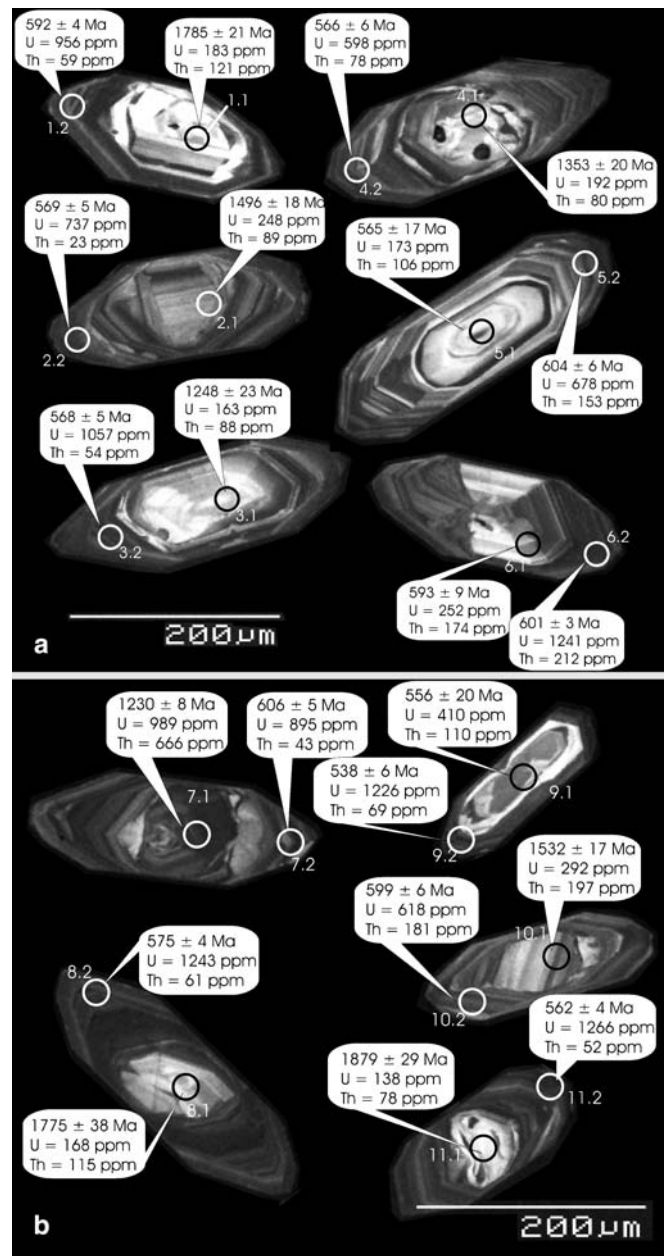 592 ± 4 Ma
U = 956 ppm
Th = 59 ppm
1.2
1785 ± 21 Ma
U = 183 ppm
Th = 121 ppm
1.1
566 ± 6 Ma
U = 598 ppm
Th = 78 ppm
4.2
4.1
1353 ± 20 Ma
U = 192 ppm
Th = 80 ppm
569 ± 5 Ma
U = 737 ppm
Th = 23 ppm
2.2
1496 ± 18 Ma
U = 248 ppm
Th = 89 ppm
2.1
565 ± 17 Ma
U = 173 ppm
Th = 106 ppm
5.1
5.2
604 ± 6 Ma
U = 678 ppm
Th = 153 ppm
568 ± 5 Ma
U = 1057 ppm
Th = 54 ppm
3.2
1248 ± 23 Ma
U = 163 ppm
Th = 88 ppm
3.1
6.1
6.2
593 ± 9 Ma
U = 252 ppm
Th = 174 ppm
601 ± 3 Ma
U = 1241 ppm
Th = 212 ppm
200µm
a
1230 ± 8 Ma
U = 989 ppm
Th = 666 ppm
7.1
606 ± 5 Ma
U = 895 ppm
Th = 43 ppm
7.2
556 ± 20 Ma
U = 410 ppm
Th = 110 ppm
9.1
538 ± 6 Ma
U = 1226 ppm
Th = 69 ppm
9.2
1532 ± 17 Ma
U = 292 ppm
Th = 197 ppm
10.1
599 ± 6 Ma
U = 618 ppm
Th = 181 ppm
10.2
575 ± 4 Ma
U = 1243 ppm
Th = 61 ppm
8.2
8.1
1775 ± 38 Ma
U = 168 ppm
Th = 115 ppm
562 ± 4 Ma
U = 1266 ppm
Th = 52 ppm
11.2
1879 ± 29 Ma
U = 138 ppm
Th = 78 ppm
11.1
200µm
b